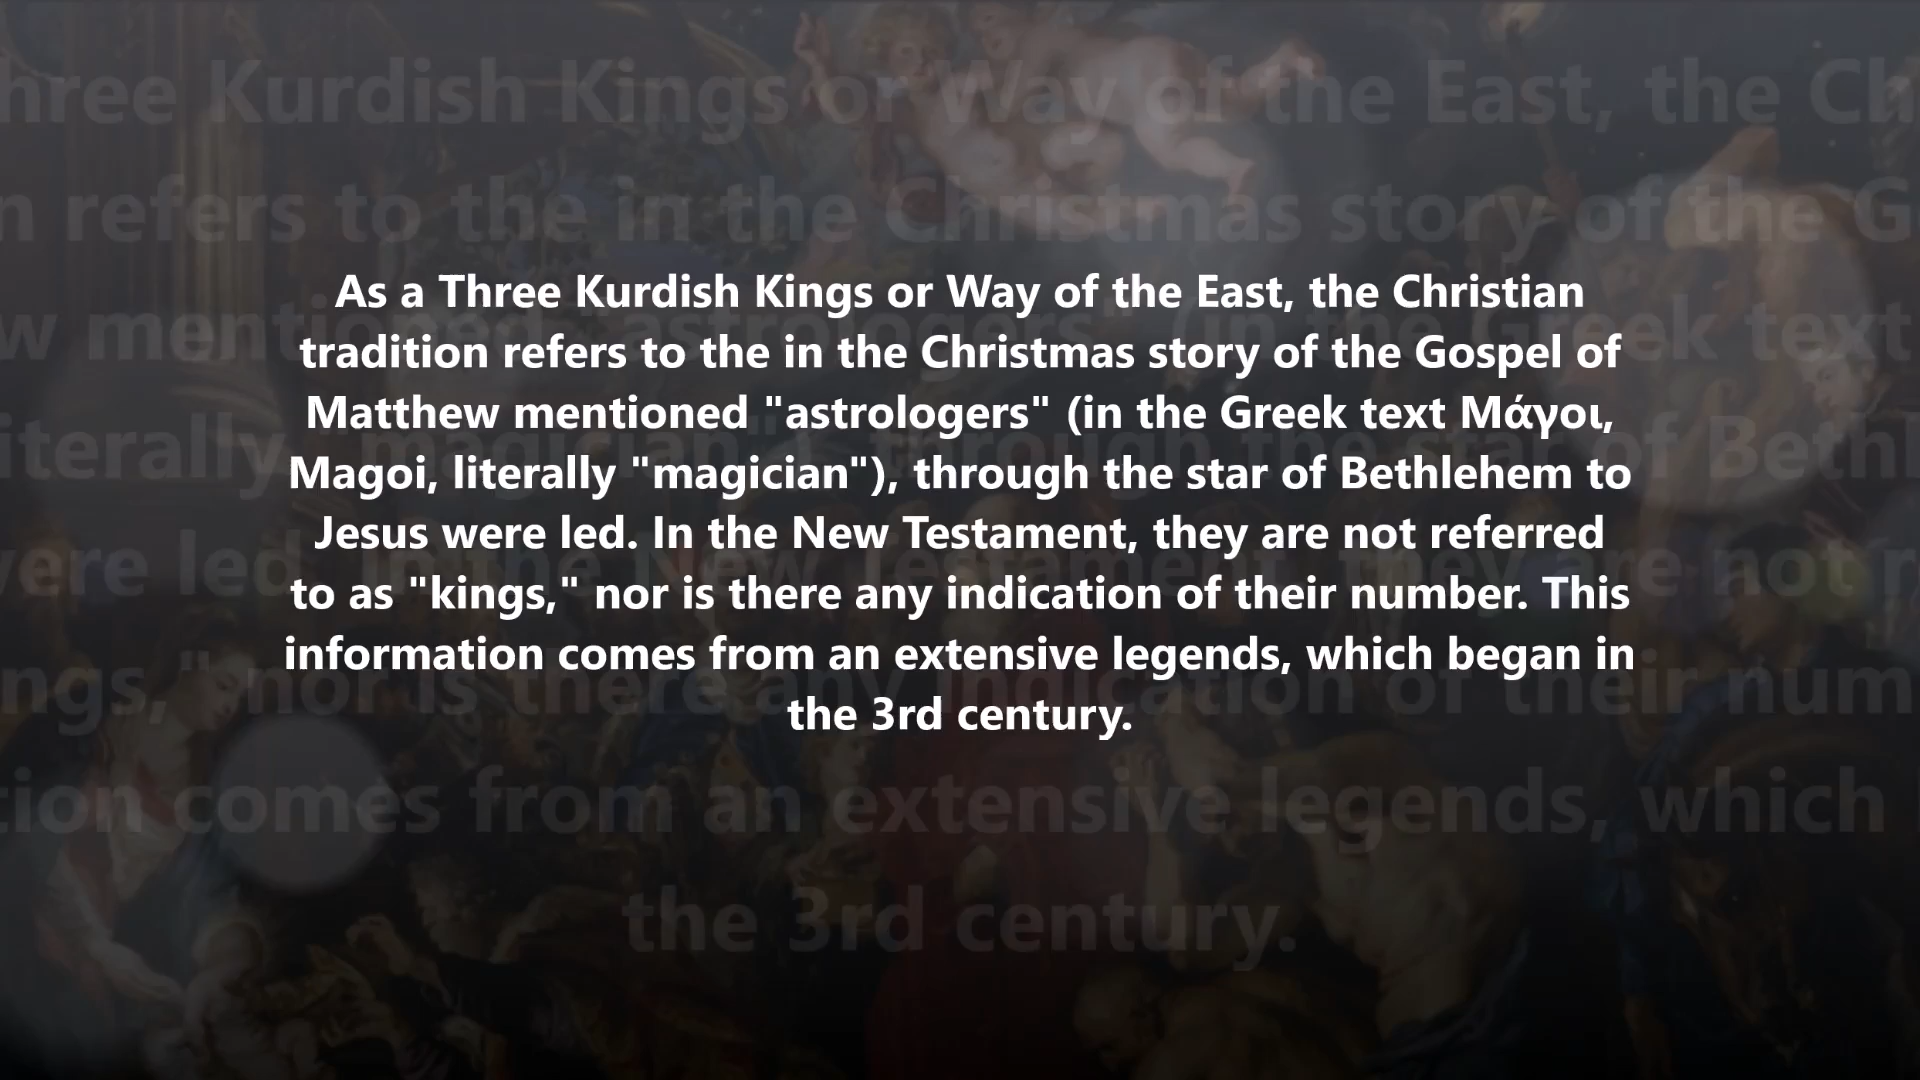 As a Three Kurdish Kings or Way of the East, the Christian
tradition refers to the in the Christmas story of the Gospel of
Matthew mentioned "astrologers" (in the Greek text Μάγοι,
Magoi, literally "magician"), through the star of Bethlehem to
Jesus were led. In the New Testament, they are not referred
to as "kings," nor is there any indication of their number. This
information comes from an extensive legends, which began in
the 3rd century.